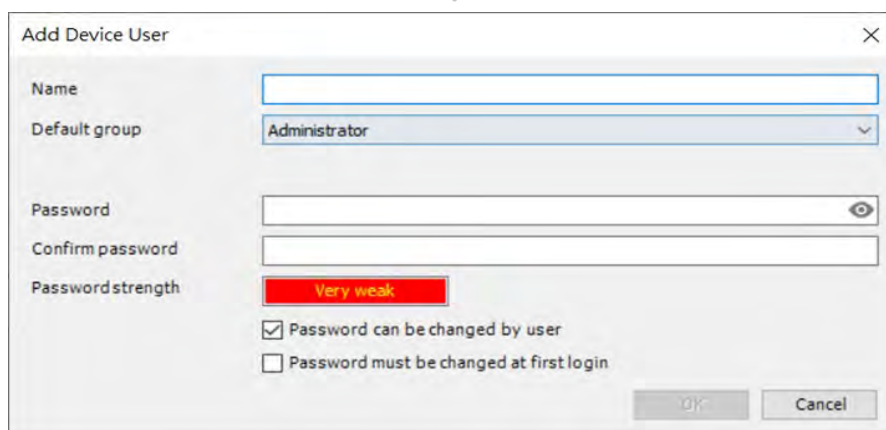 Add Device User
Name
Default group Administrator
Password
Confirm password
Password strength Very weak
Password can be changed by user
Password must be changed at first login
OK Cancel